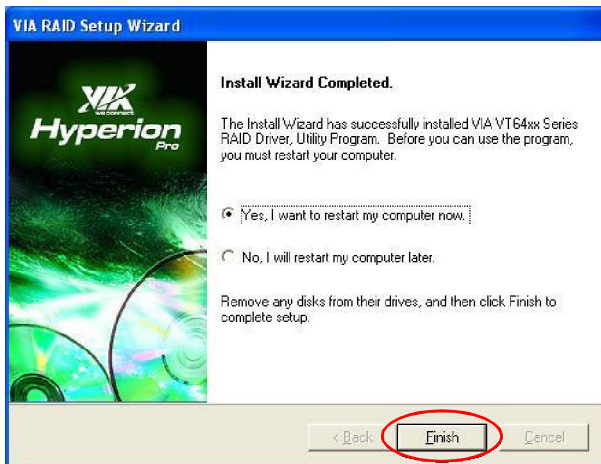 VIA RAID Setup Wizard
VIA
we connect
Hyperion
Pro
Install Wizard Completed.
The Install Wizard has successfully installed VIA VT64xx Series
RAID Driver, Utility Program. Before you can use the program,
you must restart your computer.
Yes, I want to restart my computer now.
No, I will restart my computer later.
Remove any disks from their drives, and then click Finish to
complete setup.
< Back
Finish
Cancel